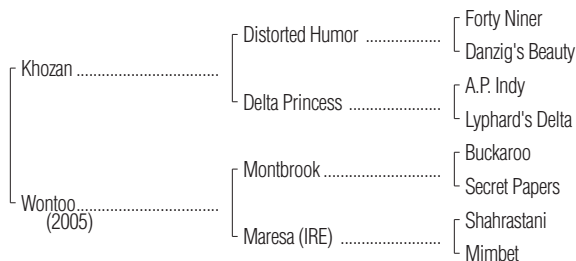 Forty Niner
Distorted Humor ..................
Danzig's Beauty
Khozan ..................................
A.P. Indy
Delta Princess .....................
Lyphard's Delta
Buckaroo
Montbrook ...........................
Secret Papers
Wontoo..................................
(2005)
Shahrastani
Maresa (IRE) .......................
Mimbet